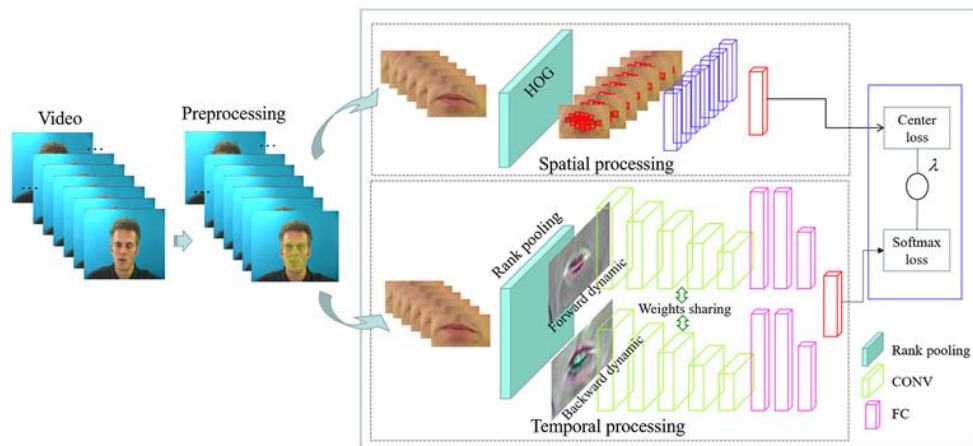 Video
...
...
Preprocessing
...
...
HOG
Spatial processing
Rank pooling
Forward dynamic
Weights sharing
Backward dynamic
Temporal processing
Center
loss
λ
Softmax
loss
Rank pooling
CONV
FC